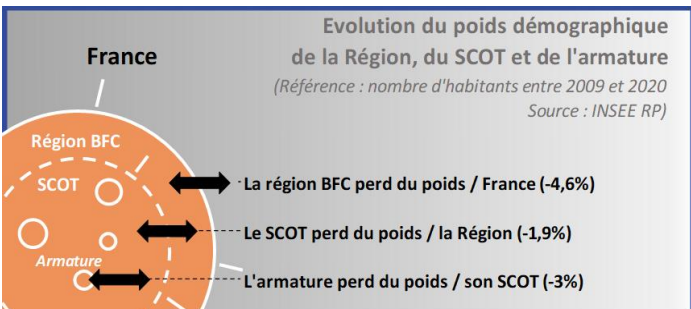 Evolution du poids démographique
de la Région, du SCOT et de l'armature
(Référence : nombre d'habitants entre 2009 et 2020
Source : INSEE RP)
France
Région BFC
SCOT
Armature
La région BFC perd du poids / France (-4,6%)
Le SCOT perd du poids / la Région (-1,9%)
L'armature perd du poids / son SCOT (-3%)